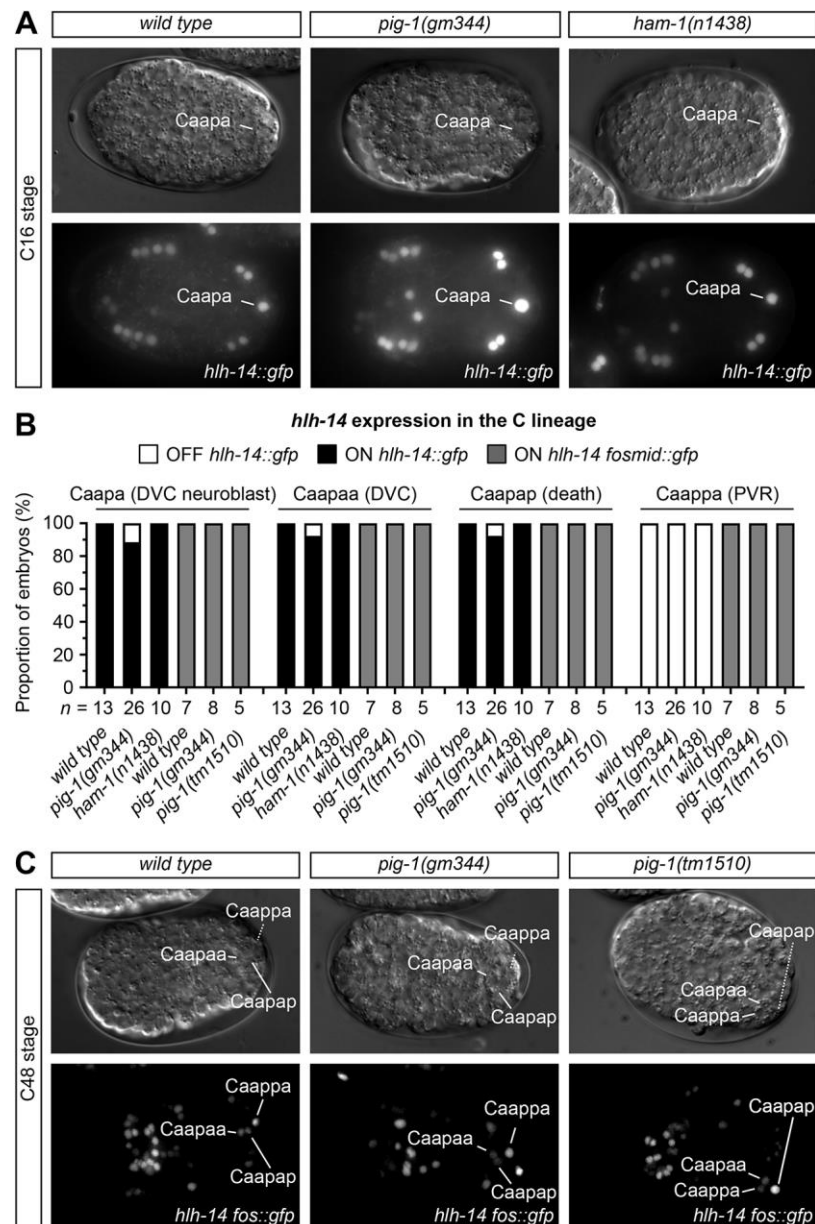 A
wild type
pig-1(gm344)
ham-1(n1438)
C16 stage
Caapa
Caapa
Caapa
Caapa
Caapa
Caapa
hlh-14::gfp
hlh-14::gfp
hlh-14::gfp
B
hlh-14 expression in the C lineage
OFF hlh-14::gfp ON hlh-14::gfp ON hlh-14 fosmid::gfp
Caapa (DVC neuroblast) Caapaa (DVC) Caapap (death) Caappa (PVR)
Proportion of embryos (%)
100
80
60
40
20
0
n = 13 26 10 7 8 5 13 26 10 7 8 5 13 26 10 7 8 5 13 26 10 7 8 5
wild type
pig-1(gm344)
ham-1(n1438)
wild type
pig-1(gm344)
pig-1(tm1510)
wild type
pig-1(gm344)
ham-1(n1438)
wild type
pig-1(gm344)
pig-1(tm1510)
wild type
pig-1(gm344)
ham-1(n1438)
wild type
pig-1(gm344)
pig-1(tm1510)
wild type
pig-1(gm344)
ham-1(n1438)
wild type
pig-1(gm344)
pig-1(tm1510)
C
wild type
pig-1(gm344)
pig-1(tm1510)
C48 stage
Caappa
Caapaa
Caapap
Caappa
Caapaa
Caapap
Caapap
Caapaa
Caappa
Caappa
Caapaa
Caapap
hlh-14 fos::gfp
Caappa
Caapaa
Caapap
hlh-14 fos::gfp
Caapap
Caapaa
Caappa
hlh-14 fos::gfp